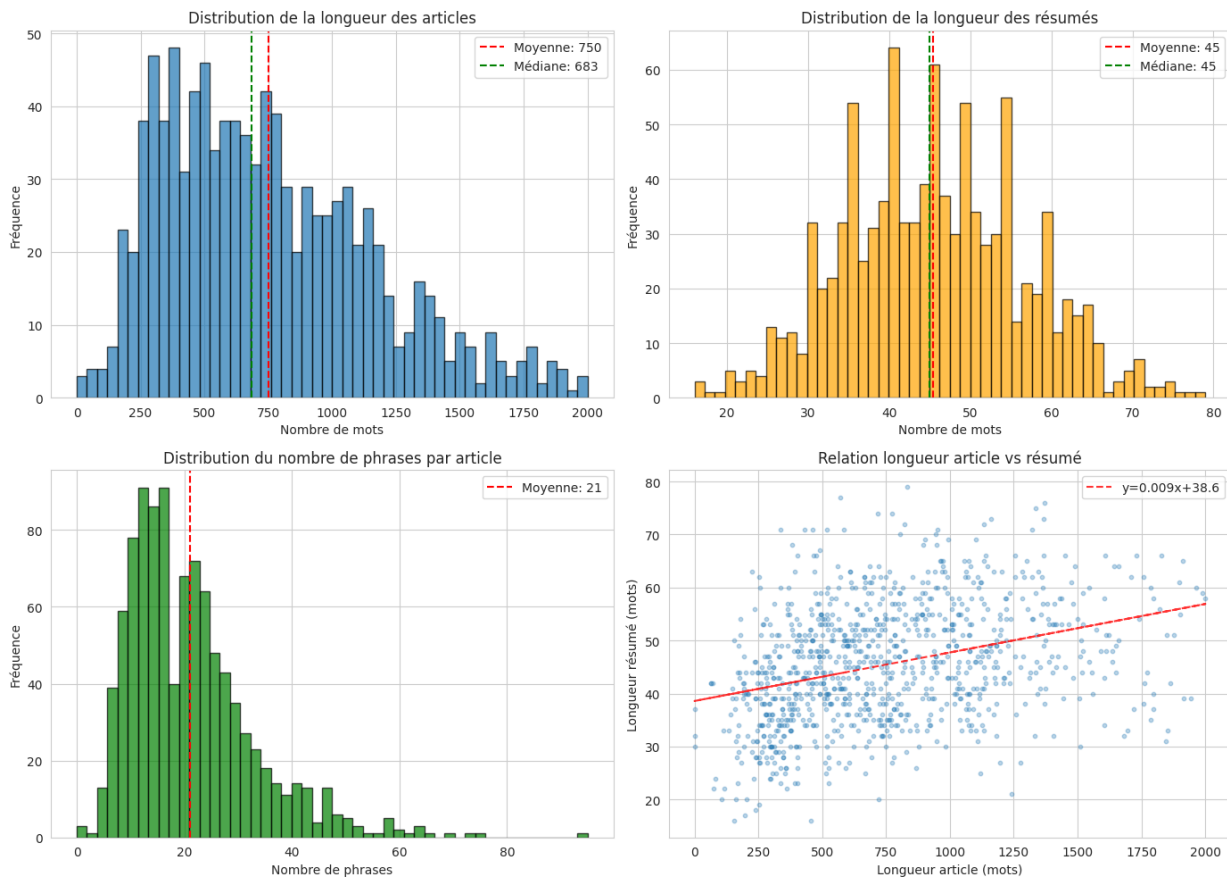 Distribution de la longueur des articles
Moyenne: 750
Médiane: 683
Fréquence
50
40
30
20
10
0
0 250 500 750 1000 1250 1500 1750 2000
Nombre de mots
Distribution de la longueur des résumés
Moyenne: 45
Médiane: 45
Fréquence
60
50
40
30
20
10
0
20 30 40 50 60 70 80
Nombre de mots
Distribution du nombre de phrases par article
Moyenne: 21
Fréquence
80
60
40
20
0
0 20 40 60 80
Nombre de phrases
Relation longueur article vs résumé
y=0.009x+38.6
Longueur résumé (mots)
80
70
60
50
40
30
20
0 250 500 750 1000 1250 1500 1750 2000
Longueur article (mots)